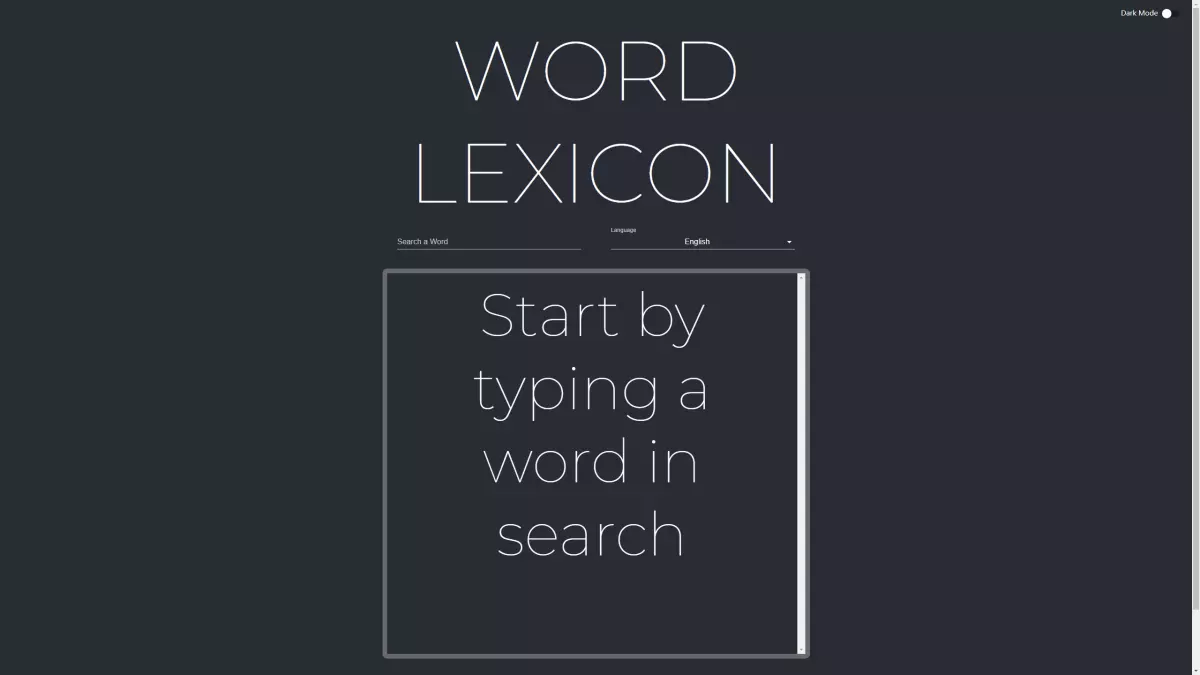 Dark Mode
WORD
LEXICON
Language
Search a Word
English
Start by
typing a
word in
search